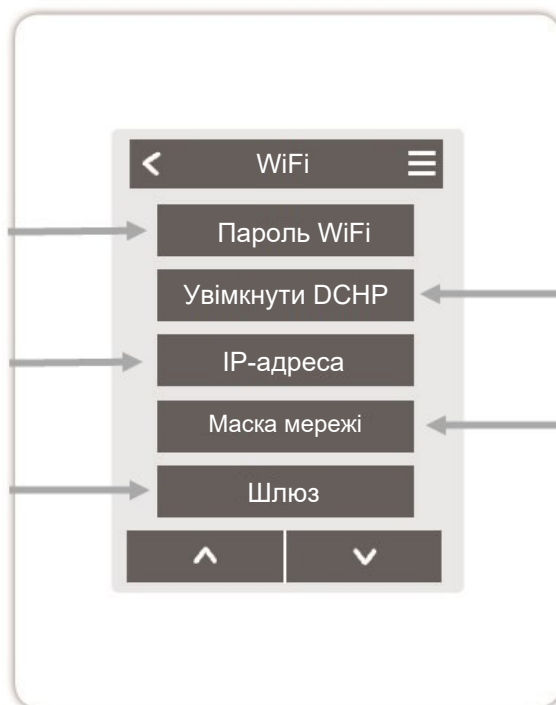 WiFi
Пароль WiFi
Увімкнути DCHP
IP-адреса
Маска мережі
Шлюз